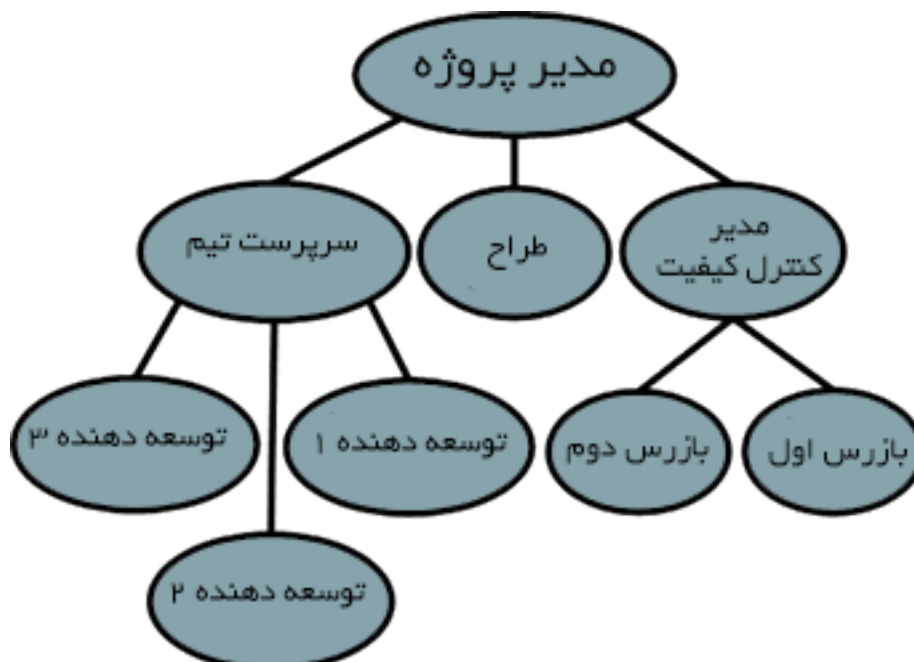 مدیر پروژه
مدیر
کنترل کیفیت
طراح
سرپرست تیم
بازرس اول
بازرس دوم
توسعه دهنده ۱
توسعه دهنده ۳
توسعه دهنده ۲